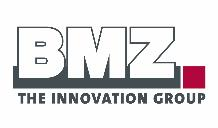 BMZ
THE INNOVATION GROUP